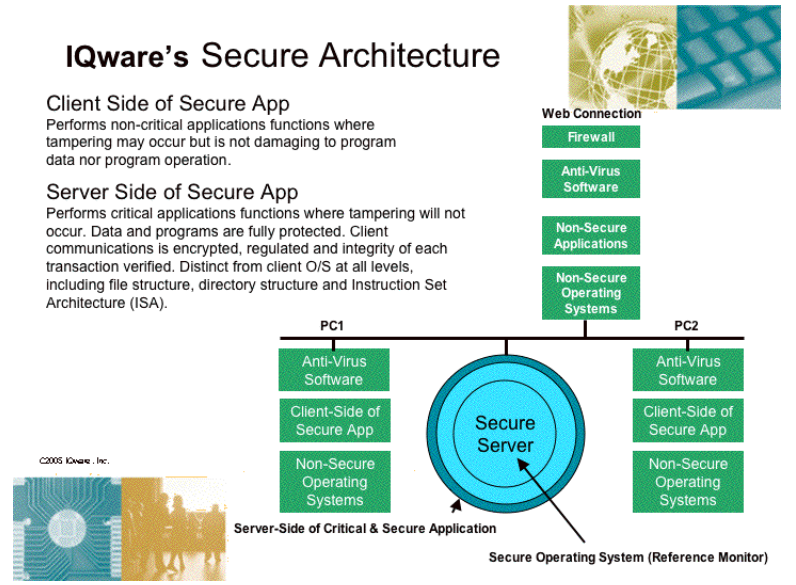 IQware's Secure Architecture
Client Side of Secure App
Performs non-critical applications functions where
tampering may occur but is not damaging to program
data nor program operation.
Server Side of Secure App
Performs critical applications functions where tampering will not
occur. Data and programs are fully protected. Client
communications is encrypted, regulated and integrity of each
transaction verified. Distinct from client O/S at all levels,
including file structure, directory structure and Instruction Set
Architecture (ISA).
Web Connection
Firewall
Anti-Virus
Software
Non-Secure
Applications
Non-Secure
Operating
Systems
PC1
Anti-Virus
Software
Client-Side of
Secure App
Non-Secure
Operating
Systems
Secure
Server
PC2
Anti-Virus
Software
Client-Side of
Secure App
Non-Secure
Operating
Systems
Server-Side of Critical & Secure Application
Secure Operating System (Reference Monitor)
©2005 IQware, Inc.